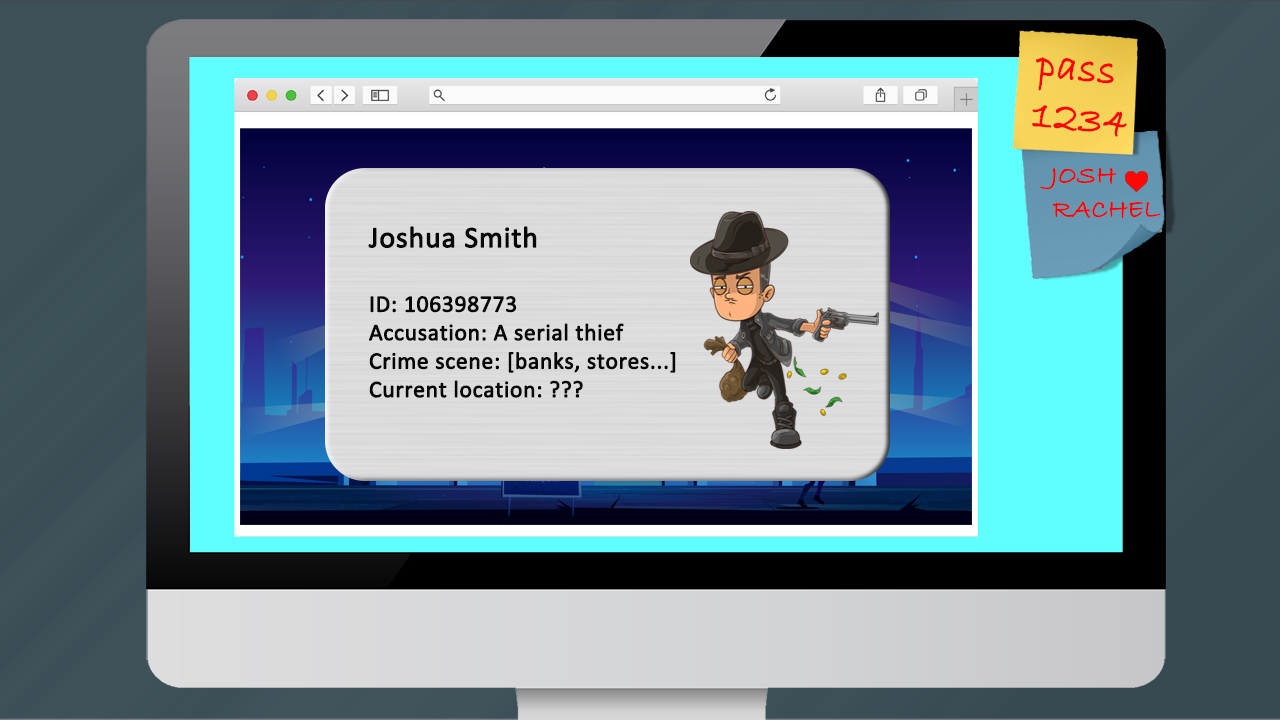 pass
1234
JOSH ♥
RACHEL
Joshua Smith
ID: 106398773
Accusation: A serial thief
Crime scene: [banks, stores...]
Current location: ???